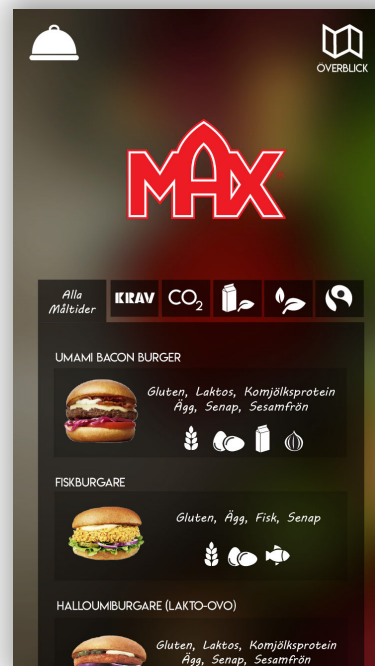 ÖVERBLICK
MAX
Alla
Måltider
KRAV
CO₂
UMAMI BACON BURGER
Gluten, Laktos, Komjölksprotein
Ägg, Senap, Sesamfrön
FISKBURGARE
Gluten, Ägg, Fisk, Senap
HALLOUMIBURGARE (LAKTO-OVO)
Gluten, Laktos, Komjölksprotein
Ägg, Senap, Sesamfrön